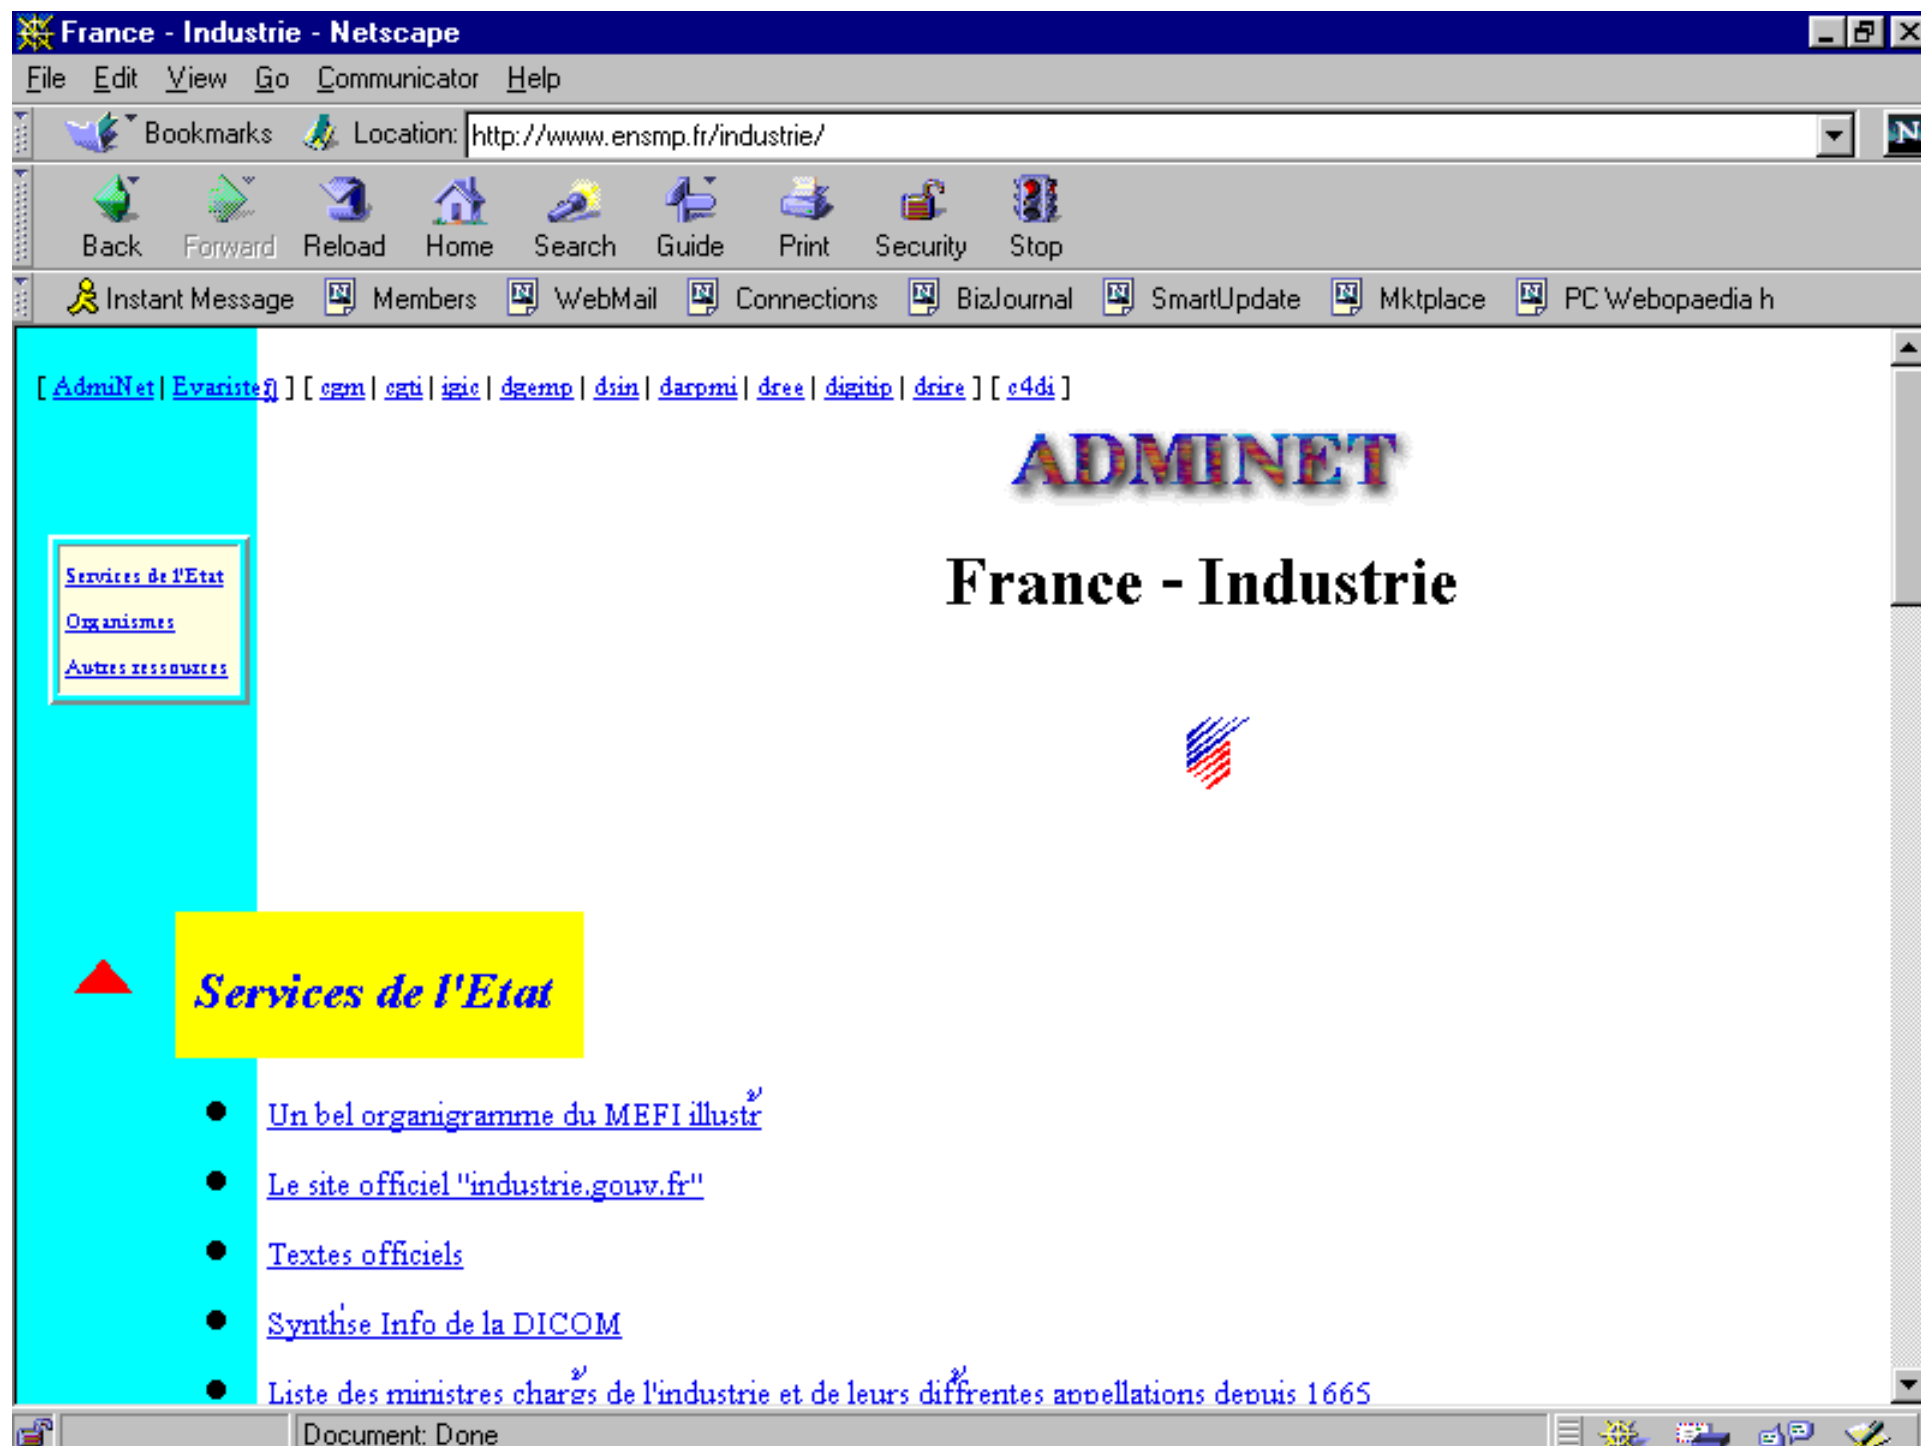 France - Industrie - Netscape
File Edit View Go Communicator Help
Bookmarks Location: http://www.ensmp.fr/industrie/
N
Back Forward Reload Home Search Guide Print Security Stop
Instant Message Members WebMail Connections BizJournal SmartUpdate Mktplace PC Webopaedia h
[ AdmiNet | Evariste ] [ cgm | cgti | igic | dgemp | dsin | darpmi | dree | digitip | drire ] [ c4di ]
ADMINET
France - Industrie
Services de l'Etat
Organismes
Autres ressources
Services de l'Etat
Un bel organigramme du MEFI illustr
Le site officiel "industrie.gouv.fr"
Textes officiels
Synthse Info de la DICOM
Liste des ministres chargs de l'industrie et de leurs diffrentes appellations depuis 1665
Document: Done